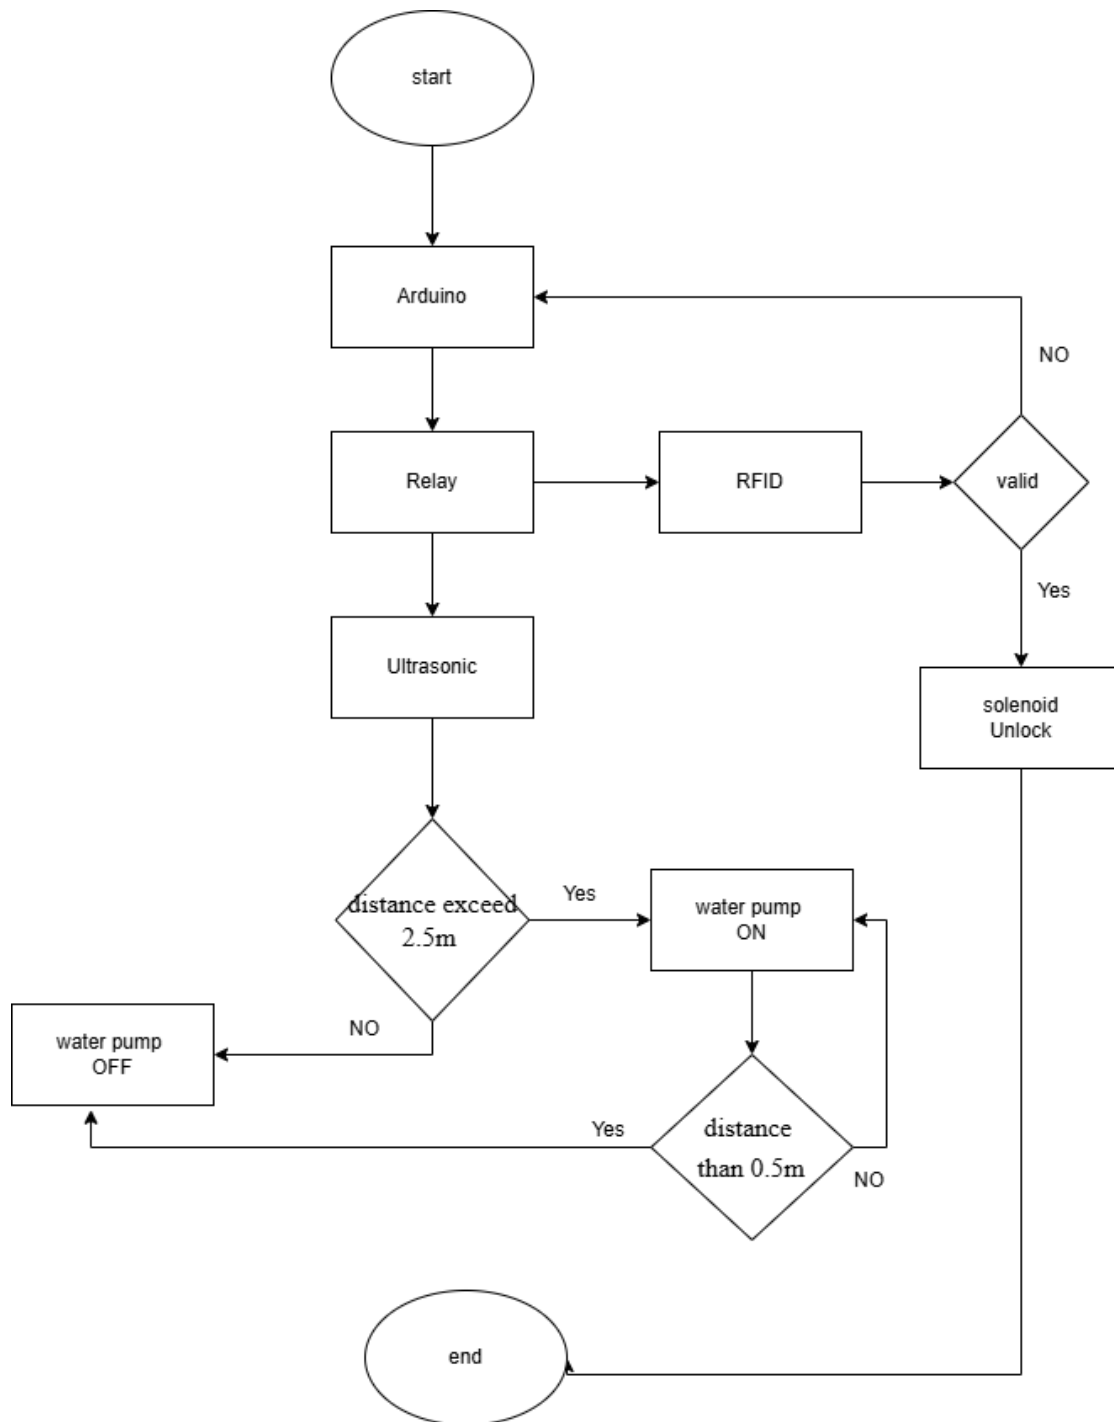 start
Arduino
NO
Relay
RFID
valid
Yes
Ultrasonic
solenoid
Unlock
distance exceed
2.5m
Yes
water pump
ON
NO
water pump
OFF
Yes
distance
than 0.5m
NO
end